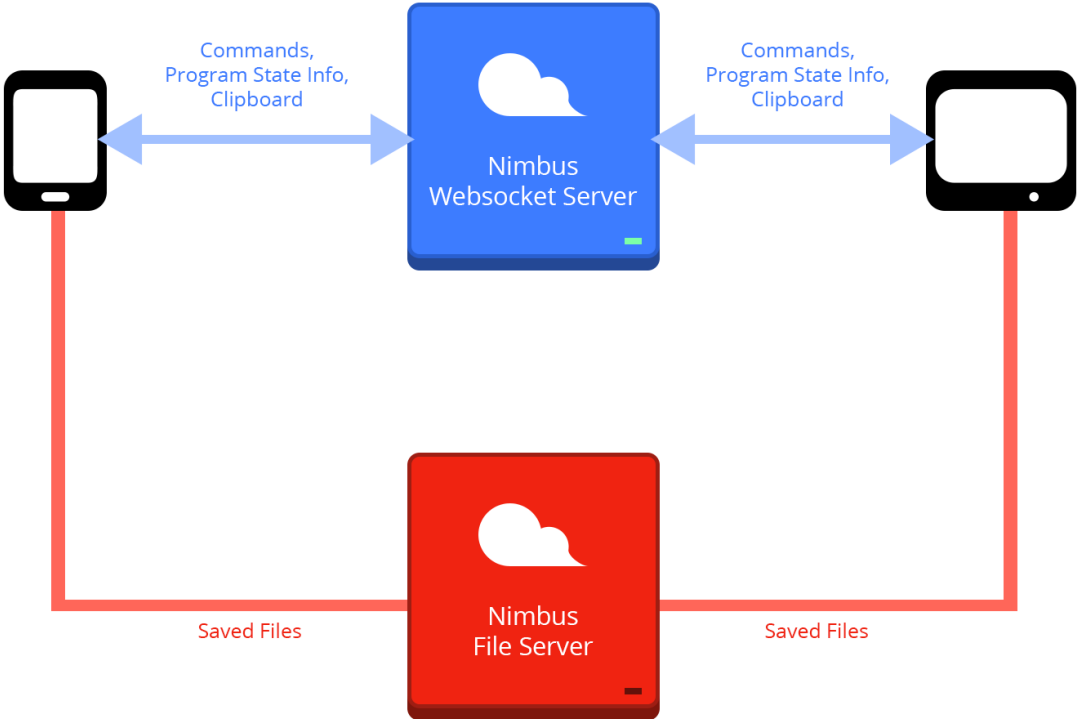 Commands,
Program State Info,
Clipboard
Commands,
Program State Info,
Clipboard
Nimbus
Websocket Server
Nimbus
File Server
Saved Files
Saved Files